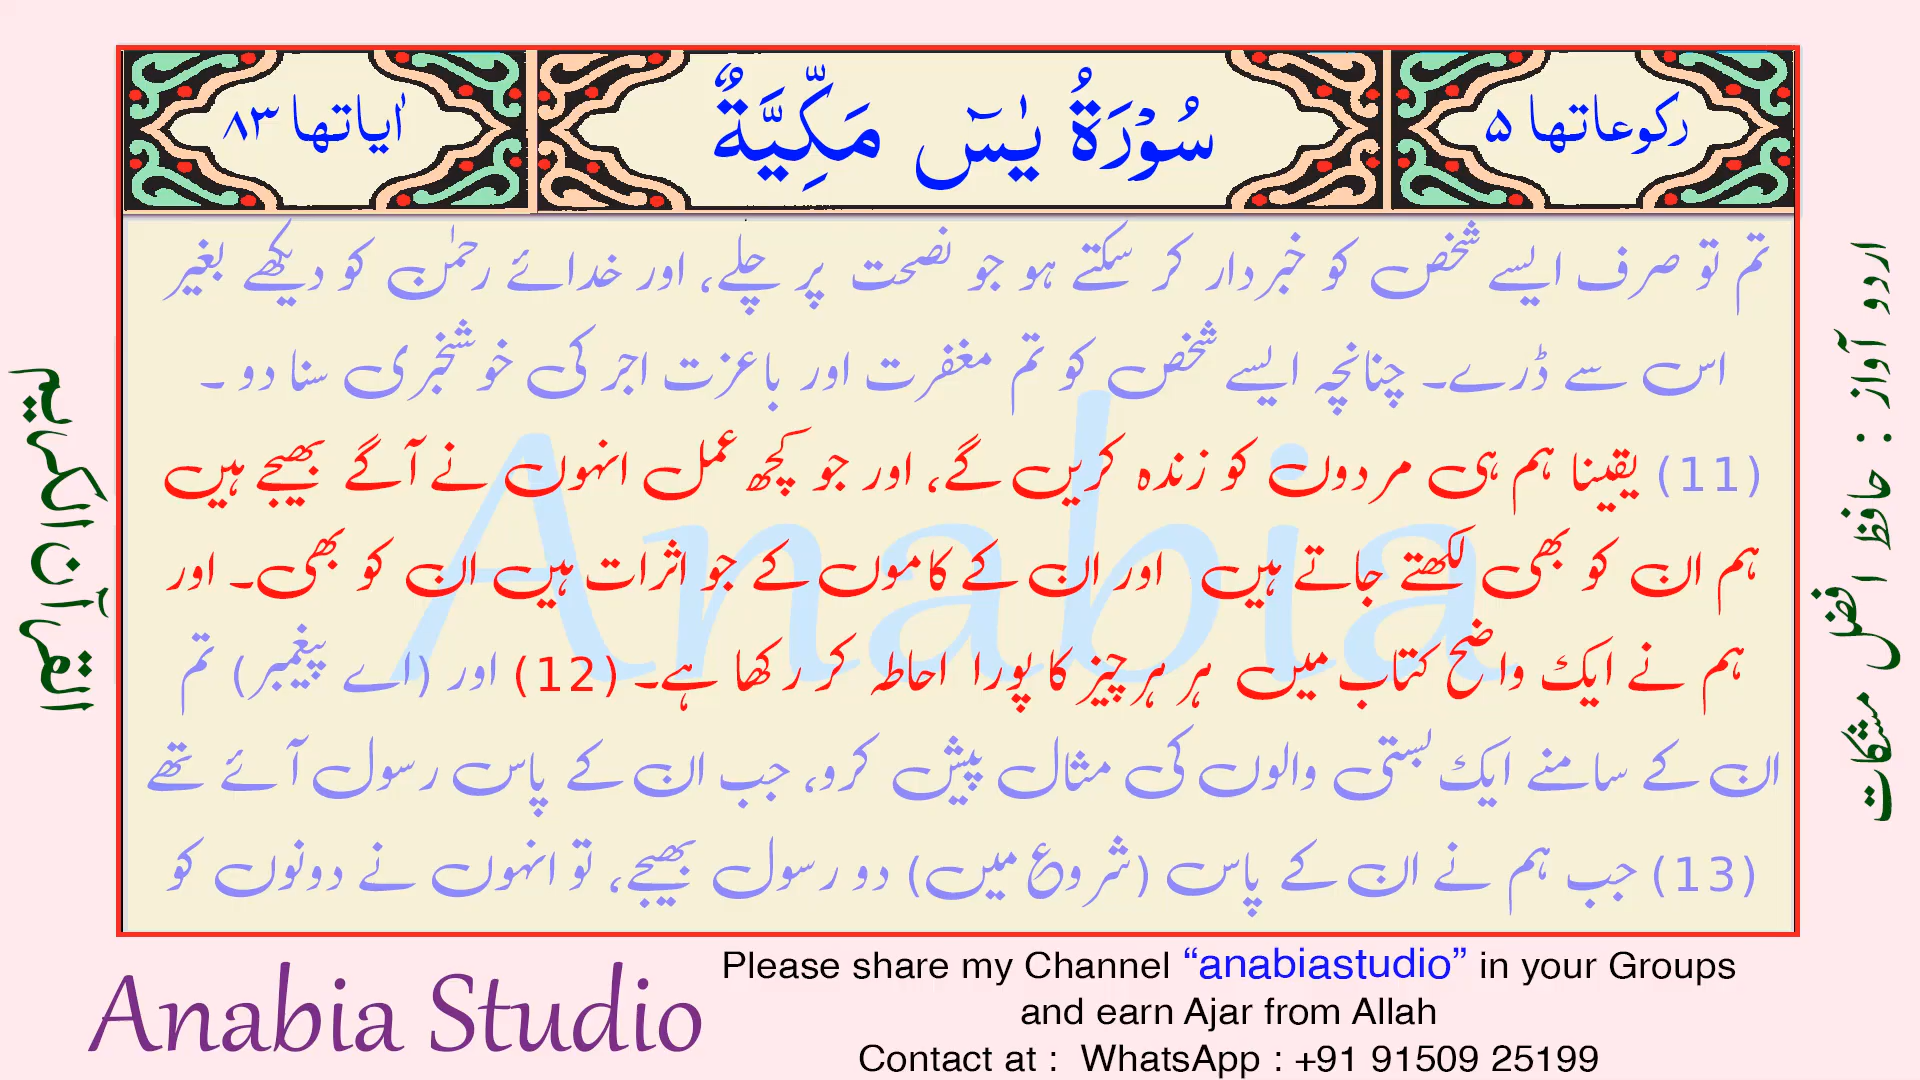 رکوعاتها ۵
سُوْرَةُ يٰسٓ مَكِّيَّةٌ
اٰیاتها ۸۳
تم تو صرف ایسے شخص کو خبردار کر سکتے ہو جو نصحت پر چلے، اور خدائے رحمٰن کو دیکھے بغیر
اس سے ڈرے۔ چنانچہ ایسے شخص کو تم مغفرت اور باعزت اجر کی خوشخبری سنا دو ۔
(11) یقینا ہم ہی مردوں کو زندہ کریں گے، اور جو کچھ عمل انہوں نے آگے بھیجے ہیں
ہم ان کو بھی لکھتے جاتے ہیں اور ان کے کاموں کے جو اثرات ہیں ان کو بھی۔ اور
ہم نے ایک واضح کتاب میں ہر ہر چیز کا پورا احاطہ کر رکھا ہے۔ (12) اور (اے پیغمبر) تم
ان کے سامنے ایک بستی والوں کی مثال پیش کرو، جب ان کے پاس رسول آئے تھے
(13) جب ہم نے ان کے پاس (شروع میں) دو رسول بھیجے، تو انہوں نے دونوں کو
Anabia
اردو آواز : حافظ افضل مشکات
القرآن الکریم
Anabia Studio
Please share my Channel “anabiastudio” in your Groups
and earn Ajar from Allah
Contact at : WhatsApp : +91 91509 25199